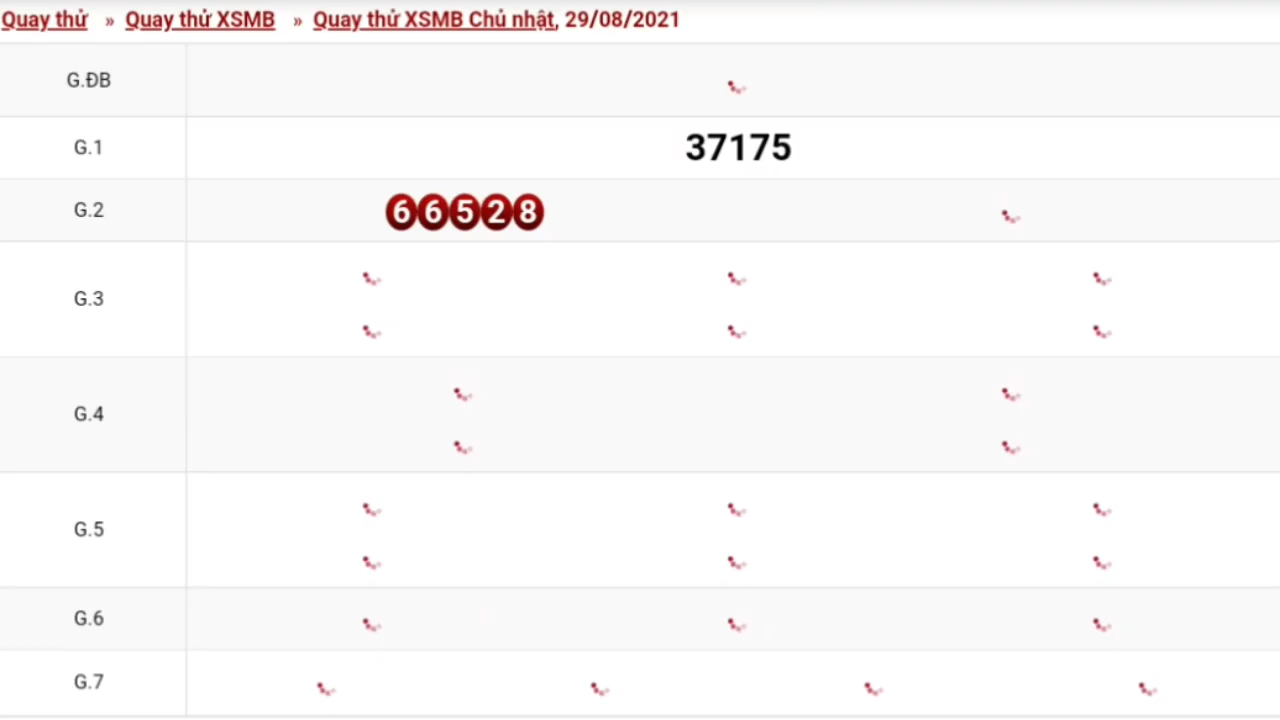 Quay thử » Quay thử XSMB » Quay thử XSMB Chủ nhật, 29/08/2021
G.ĐB
G.1 37175
G.2 66528
G.3
G.4
G.5
G.6
G.7